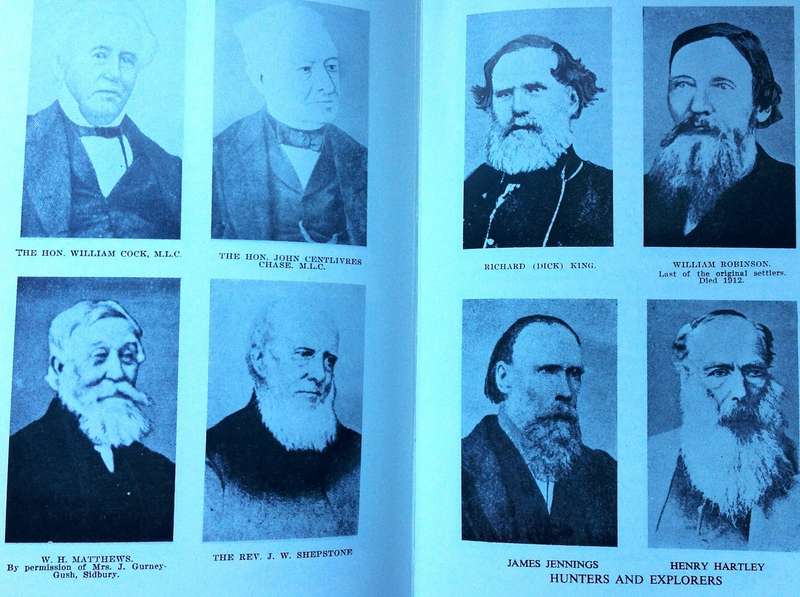 THE HON. WILLIAM COCK, M.L.C.
THE HON. JOHN CENTLIVRES
CHASE. M.L.C.
W. H. MATTHEWS.
By permission of Mrs. J. Gurney-
Gush, Sidbury.
THE REV. J. W. SHEPSTONE
RICHARD (DICK) KING.
WILLIAM ROBINSON.
Last of the original settlers.
Died 1912.
JAMES JENNINGS
HENRY HARTLEY
HUNTERS AND EXPLORERS